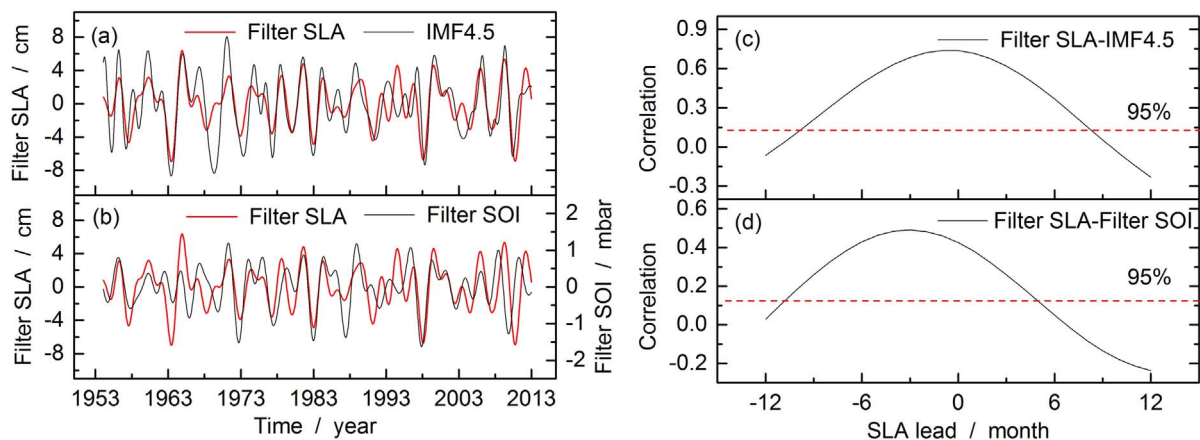 (a) Filter SLA IMF4.5
8
4
0
-4
-8
Filter SLA / cm
(b) Filter SLA Filter SOI
8
4
0
-4
-8
Filter SLA / cm
2
1
0
-1
-2
Filter SOI / mbar
1953 1963 1973 1983 1993 2003 2013
Time / year
(c) Filter SLA-IMF4.5
0.9
0.6
0.3
0.0
-0.3
Correlation
95%
(d) Filter SLA-Filter SOI
0.6
0.4
0.2
0.0
-0.2
Correlation
95%
-12 -6 0 6 12
SLA lead / month